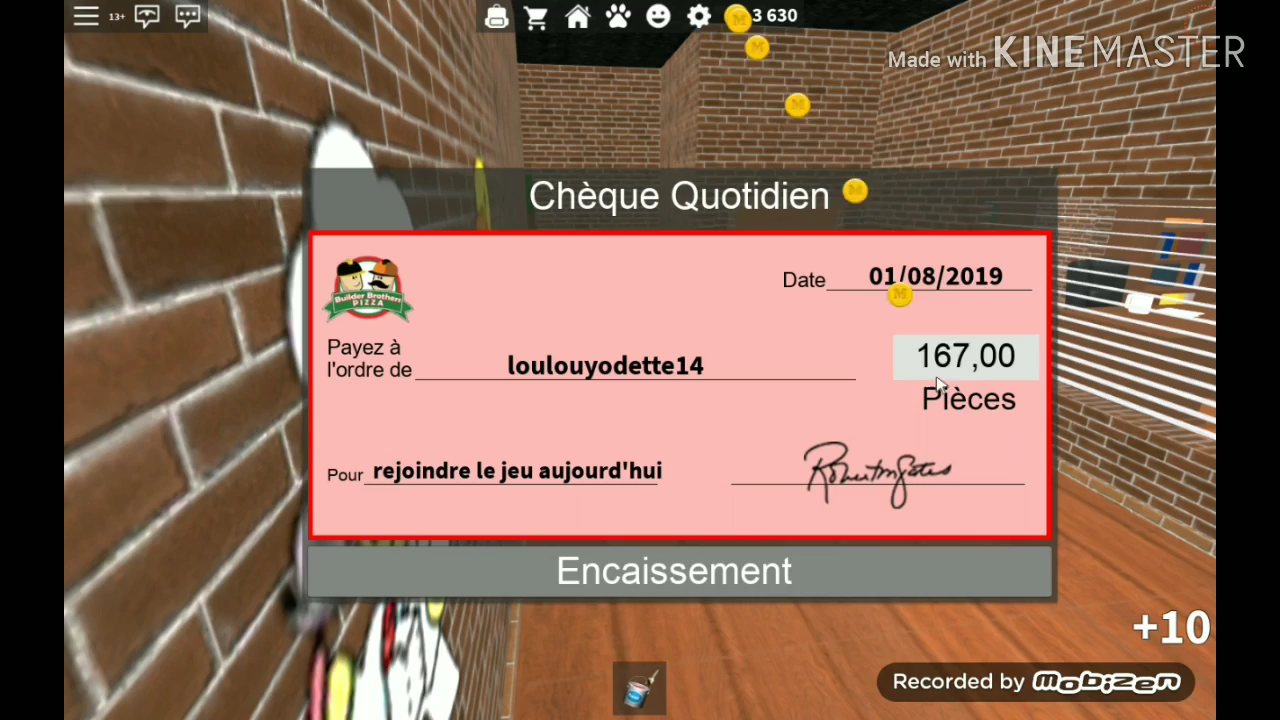 13+
3 630
Made with KINEMASTER
Chèque Quotidien
Builder Brothers
PIZZA
Date 01/08/2019
Payez à
l'ordre de loulouyodette14
167,00
Pièces
Pour rejoindre le jeu aujourd'hui
Encaissement
+10
Recorded by mobizen